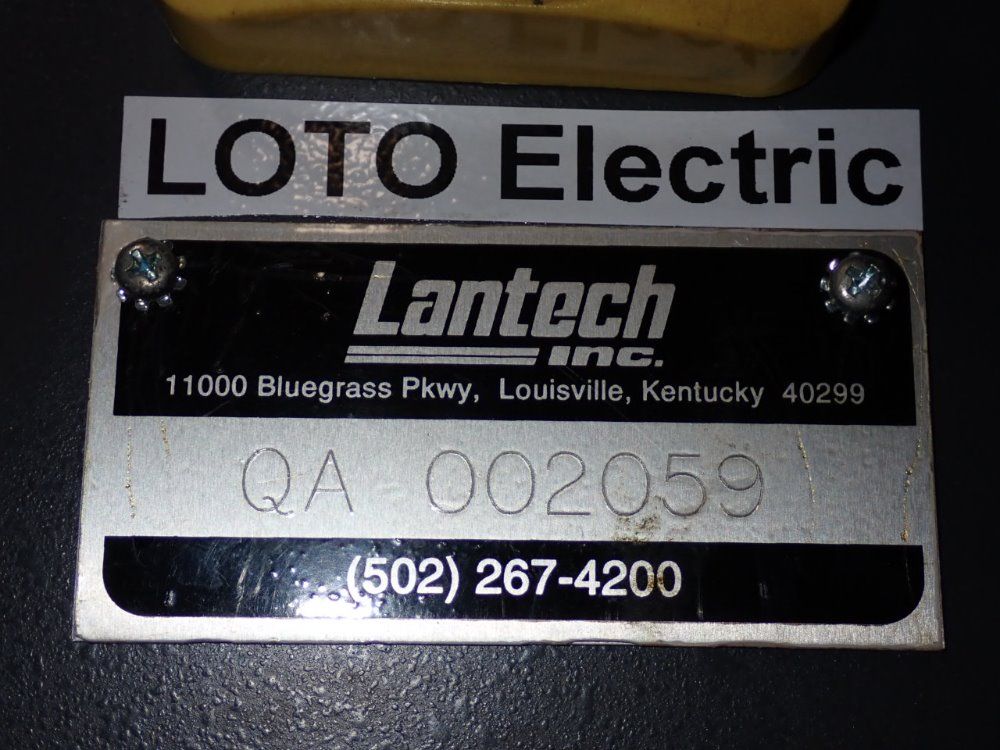 LOTO Electric
Lantech
inc.
11000 Bluegrass Pkwy, Louisville, Kentucky 40299
QA 002059
(502) 267-4200